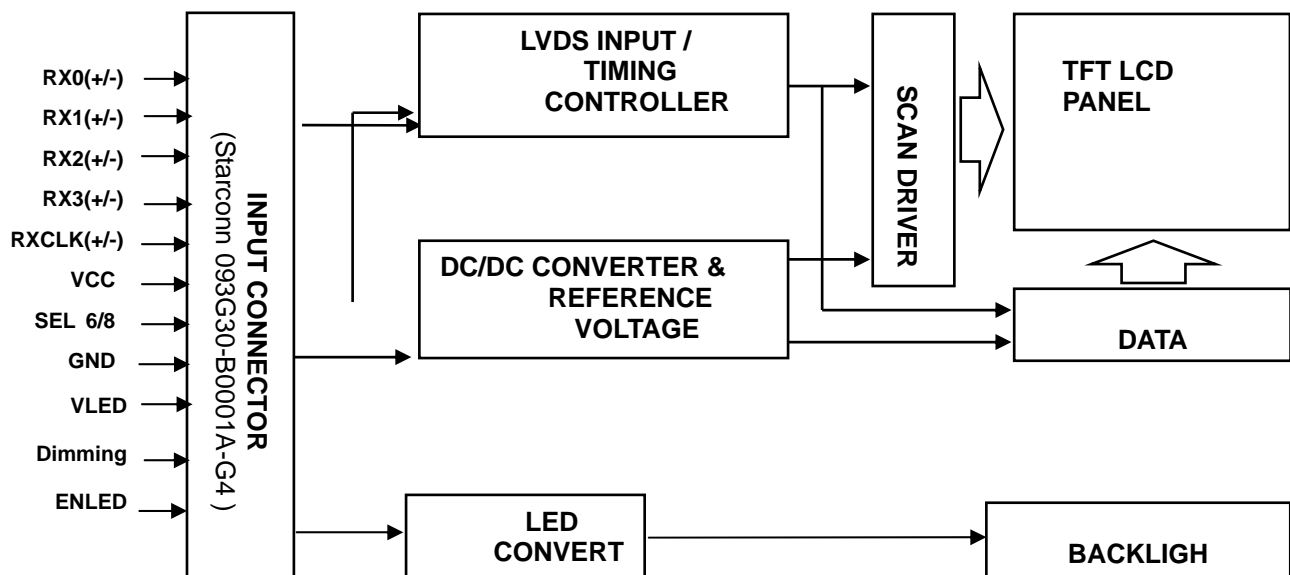 RX0(+/-)
RX1(+/-)
RX2(+/-)
RX3(+/-)
RXCLK(+/-)
VCC
SEL 6/8
GND
VLED
Dimming
ENLED
INPUT CONNECTOR
(Starconn 093G30-B0001A-G4 )
LVDS INPUT /
TIMING
CONTROLLER
DC/DC CONVERTER &
REFERENCE
VOLTAGE
LED
CONVERT
SCAN DRIVER
TFT LCD
PANEL
DATA
BACKLIGH